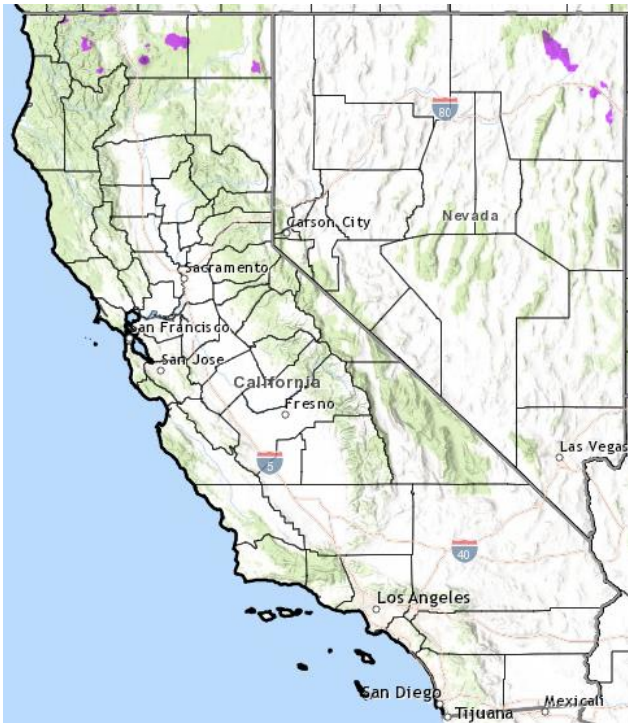 80
Carson City
Nevada
Sacramento
San Francisco
San Jose
California
Fresno
Las Vegas
5
40
Los Angeles
San Diego
Mexicali
Tijuana